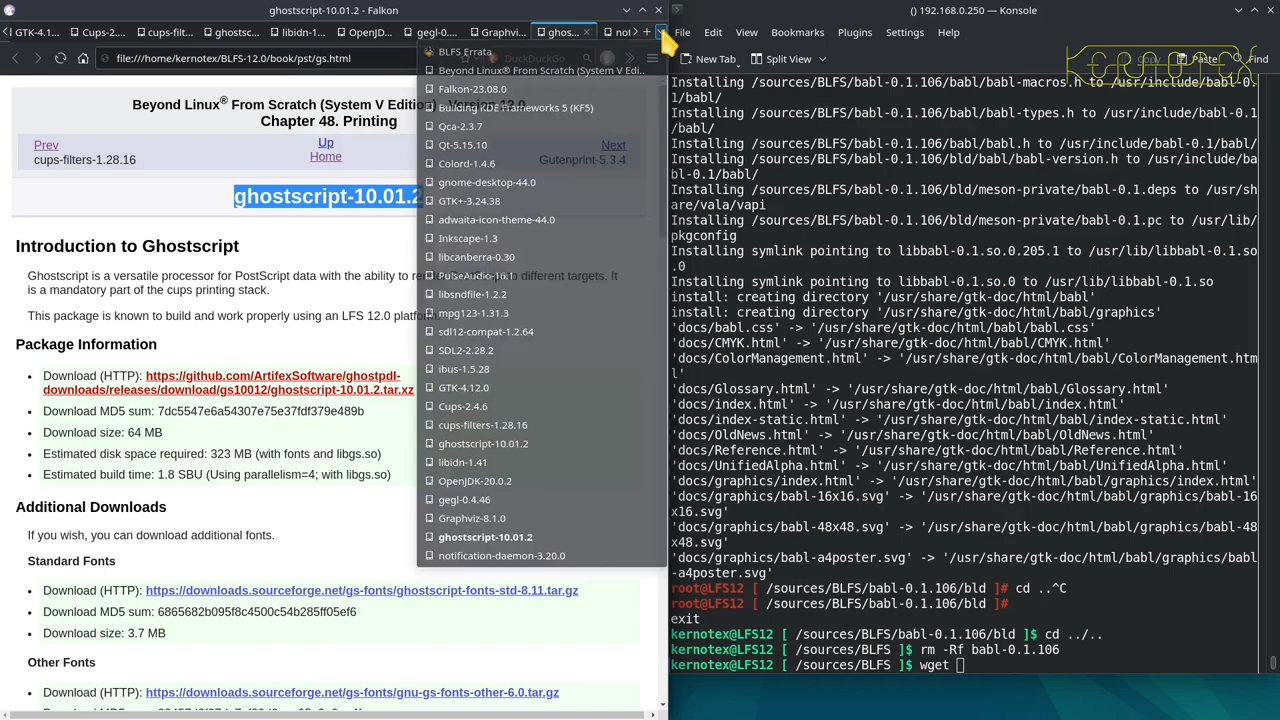 ghostscript-10.01.2 - Falkon
GTK-4.1...
Cups-2...
cups-filt...
ghostsc...
libidn-1...
OpenJD...
gegl-0...
Graphvi...
ghos...
not
file:///home/kernotex/BLFS-12.0/book/pst/gs.html
DuckDuckGo
Beyond Linux® From Scratch (System V Edition) - Version 12.0
Chapter 48. Printing
Prev
Up
Next
cups-filters-1.28.16
Home
Gutenprint-5.3.4
ghostscript-10.01.2
Introduction to Ghostscript
Ghostscript is a versatile processor for PostScript data with the ability to render PostScript to different targets. It
is a mandatory part of the cups printing stack.
This package is known to build and work properly using an LFS 12.0 platform.
Package Information
Download (HTTP): https://github.com/ArtifexSoftware/ghostpdl-
downloads/releases/download/gs10012/ghostscript-10.01.2.tar.xz
Download MD5 sum: 7dc5547e6a54307e75e37fdf379e489b
Download size: 64 MB
Estimated disk space required: 323 MB (with fonts and libgs.so)
Estimated build time: 1.8 SBU (Using parallelism=4; with libgs.so)
Additional Downloads
If you wish, you can download additional fonts.
Standard Fonts
Download (HTTP): https://downloads.sourceforge.net/gs-fonts/ghostscript-fonts-std-8.11.tar.gz
Download MD5 sum: 6865682b095f8c4500c54b285ff05ef6
Download size: 3.7 MB
Other Fonts
Download (HTTP): https://downloads.sourceforge.net/gs-fonts/gnu-gs-fonts-other-6.0.tar.gz
BLFS Errata
Beyond Linux® From Scratch (System V Edi...
Falkon-23.08.0
Building KDE Frameworks 5 (KF5)
Qca-2.3.7
Qt-5.15.10
Colord-1.4.6
gnome-desktop-44.0
GTK+-3.24.38
adwaita-icon-theme-44.0
Inkscape-1.3
libcanberra-0.30
PulseAudio-16.1
libsndfile-1.2.2
mpg123-1.31.3
sdl12-compat-1.2.64
SDL2-2.28.2
ibus-1.5.28
GTK-4.12.0
Cups-2.4.6
cups-filters-1.28.16
ghostscript-10.01.2
libidn-1.41
OpenJDK-20.0.2
gegl-0.4.46
Graphviz-8.1.0
ghostscript-10.01.2
notification-daemon-3.20.0
() 192.168.0.250 — Konsole
File
Edit
View
Bookmarks
Plugins
Settings
Help
New Tab
Split View
Copy
Paste
Find
KERNOTEX
Installing /sources/BLFS/babl-0.1.106/babl/babl-macros.h to /usr/include/babl-0.
1/babl/
Installing /sources/BLFS/babl-0.1.106/babl/babl-types.h to /usr/include/babl-0.1
/babl/
Installing /sources/BLFS/babl-0.1.106/babl/babl.h to /usr/include/babl-0.1/babl/
Installing /sources/BLFS/babl-0.1.106/bld/babl/babl-version.h to /usr/include/ba
bl-0.1/babl/
Installing /sources/BLFS/babl-0.1.106/bld/meson-private/babl-0.1.deps to /usr/sh
are/vala/vapi
Installing /sources/BLFS/babl-0.1.106/bld/meson-private/babl-0.1.pc to /usr/lib/
pkgconfig
Installing symlink pointing to libbabl-0.1.so.0.205.1 to /usr/lib/libbabl-0.1.so
.0
Installing symlink pointing to libbabl-0.1.so.0 to /usr/lib/libbabl-0.1.so
install: creating directory '/usr/share/gtk-doc/html/babl'
install: creating directory '/usr/share/gtk-doc/html/babl/graphics'
'docs/babl.css' -> '/usr/share/gtk-doc/html/babl/babl.css'
'docs/CMYK.html' -> '/usr/share/gtk-doc/html/babl/CMYK.html'
'docs/ColorManagement.html' -> '/usr/share/gtk-doc/html/babl/ColorManagement.htm
l'
'docs/Glossary.html' -> '/usr/share/gtk-doc/html/babl/Glossary.html'
'docs/index.html' -> '/usr/share/gtk-doc/html/babl/index.html'
'docs/index-static.html' -> '/usr/share/gtk-doc/html/babl/index-static.html'
'docs/OldNews.html' -> '/usr/share/gtk-doc/html/babl/OldNews.html'
'docs/Reference.html' -> '/usr/share/gtk-doc/html/babl/Reference.html'
'docs/UnifiedAlpha.html' -> '/usr/share/gtk-doc/html/babl/UnifiedAlpha.html'
'docs/graphics/index.html' -> '/usr/share/gtk-doc/html/babl/graphics/index.html'
'docs/graphics/babl-16x16.svg' -> '/usr/share/gtk-doc/html/babl/graphics/babl-16
x16.svg'
'docs/graphics/babl-48x48.svg' -> '/usr/share/gtk-doc/html/babl/graphics/babl-48
x48.svg'
'docs/graphics/babl-a4poster.svg' -> '/usr/share/gtk-doc/html/babl/graphics/babl
-a4poster.svg'
root@LFS12 [ /sources/BLFS/babl-0.1.106/bld ]# cd ..^C
root@LFS12 [ /sources/BLFS/babl-0.1.106/bld ]#
exit
kernotex@LFS12 [ /sources/BLFS/babl-0.1.106/bld ]$ cd ../..
kernotex@LFS12 [ /sources/BLFS ]$ rm -Rf babl-0.1.106
kernotex@LFS12 [ /sources/BLFS ]$ wget